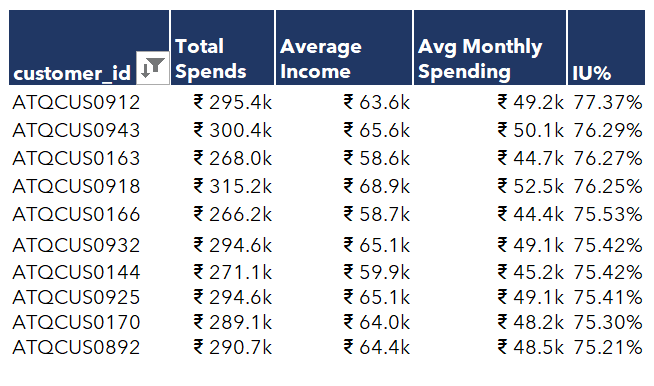 customer_id Total Spends Average Income Avg Monthly Spending IU%
ATQCUS0912 ₹ 295.4k ₹ 63.6k ₹ 49.2k 77.37%
ATQCUS0943 ₹ 300.4k ₹ 65.6k ₹ 50.1k 76.29%
ATQCUS0163 ₹ 268.0k ₹ 58.6k ₹ 44.7k 76.27%
ATQCUS0918 ₹ 315.2k ₹ 68.9k ₹ 52.5k 76.25%
ATQCUS0166 ₹ 266.2k ₹ 58.7k ₹ 44.4k 75.53%
ATQCUS0932 ₹ 294.6k ₹ 65.1k ₹ 49.1k 75.42%
ATQCUS0144 ₹ 271.1k ₹ 59.9k ₹ 45.2k 75.42%
ATQCUS0925 ₹ 294.6k ₹ 65.1k ₹ 49.1k 75.41%
ATQCUS0170 ₹ 289.1k ₹ 64.0k ₹ 48.2k 75.30%
ATQCUS0892 ₹ 290.7k ₹ 64.4k ₹ 48.5k 75.21%